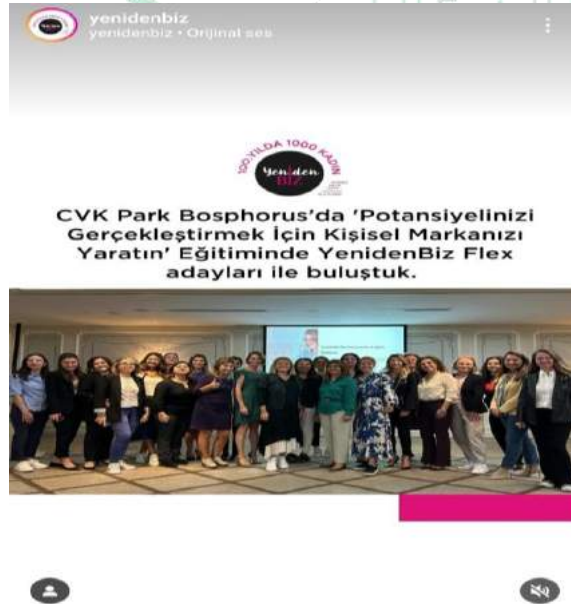 yenidenbiz
yenidenbiz • Orijinal ses
100.YILDA 1000 KADIN
Yeniden
BİZ
CVK Park Bosphorus'da 'Potansiyelinizi
Gerçekleştirmek İçin Kişisel Markanızı
Yaratın' Eğitiminde YenidenBiz Flex
adayları ile buluştuk.